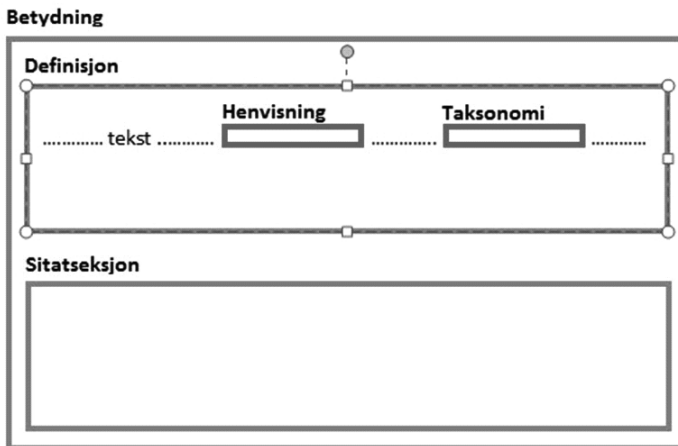 Betydning
Definisjon
Henvisning Taksonomi
............ tekst ............ ............. ...........
Sitatseksjon